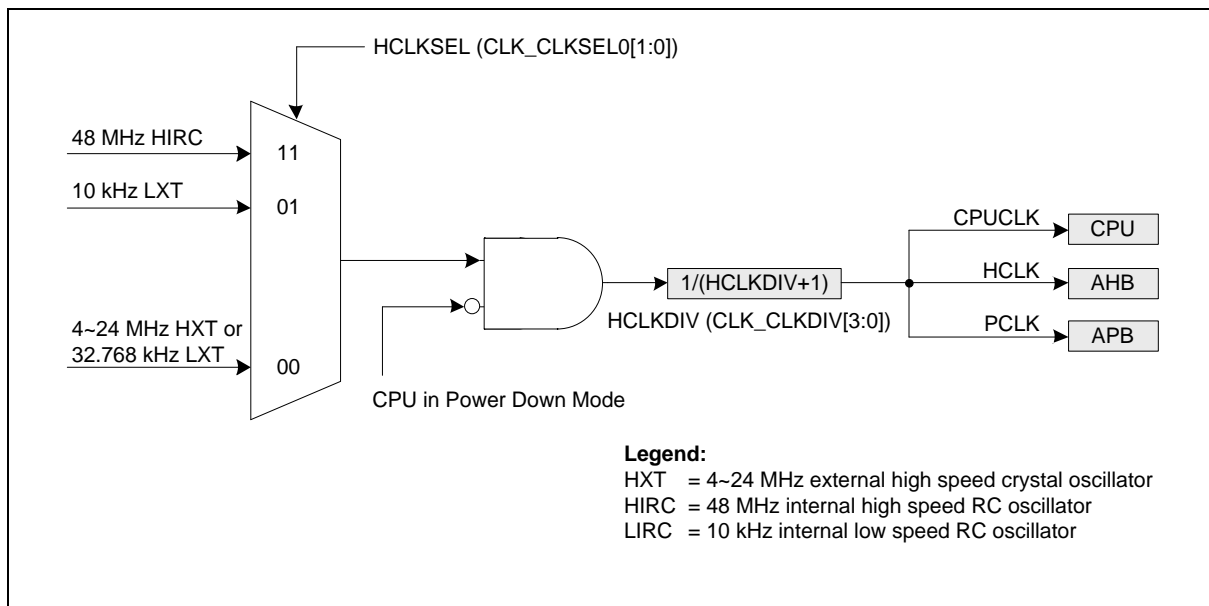 HCLKSEL (CLK_CLKSEL0[1:0])
48 MHz HIRC
11
10 kHz LXT
01
4~24 MHz HXT or
32.768 kHz LXT
00
CPU in Power Down Mode
1/(HCLKDIV+1)
HCLKDIV (CLK_CLKDIV[3:0])
CPUCLK
CPU
HCLK
AHB
PCLK
APB
Legend:
HXT = 4~24 MHz external high speed crystal oscillator
HIRC = 48 MHz internal high speed RC oscillator
LIRC = 10 kHz internal low speed RC oscillator